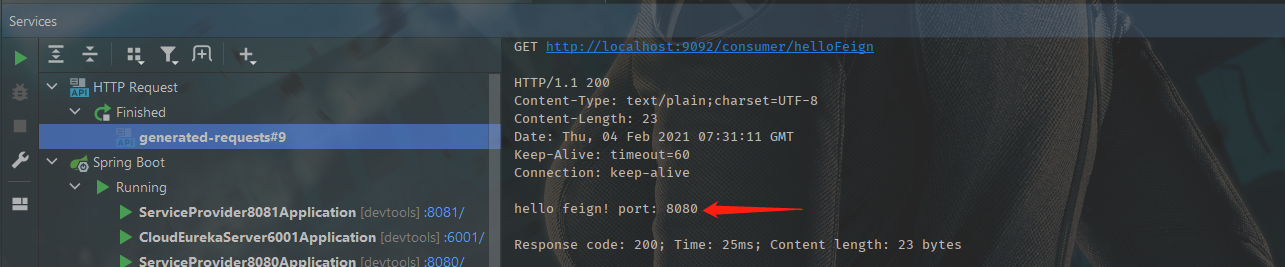 Services
HTTP Request
Finished
generated-requests#9
Spring Boot
Running
ServiceProvider8081Application [devtools] :8081/
CloudEurekaServer6001Application [devtools] :6001/
ServiceProvider8080Application [devtools] :8080/
GET http://localhost:9092/consumer/helloFeign
HTTP/1.1 200
Content-Type: text/plain;charset=UTF-8
Content-Length: 23
Date: Thu, 04 Feb 2021 07:31:11 GMT
Keep-Alive: timeout=60
Connection: keep-alive
hello feign! port: 8080
Response code: 200; Time: 25ms; Content length: 23 bytes